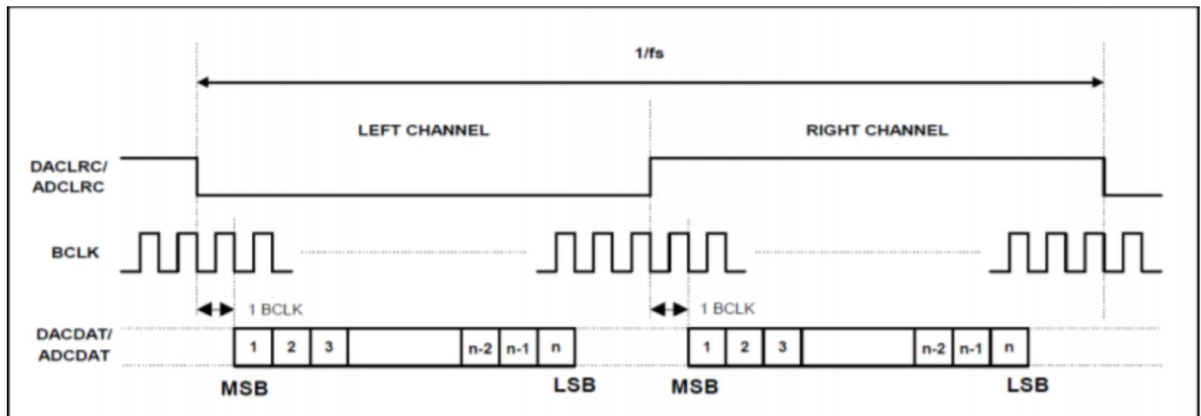 1/fs
LEFT CHANNEL RIGHT CHANNEL
DACLRC/
ADCLRC
BCLK
1 BCLK 1 BCLK
DACDAT/
ADCDAT
1 2 3 n-2 n-1 n 1 2 3 n-2 n-1 n
MSB LSB MSB LSB